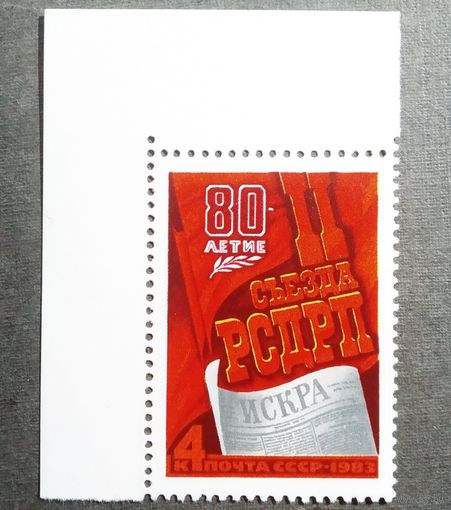 80-
ЛЕТИЕ
II
СЪЕЗДА
РСДРП
ИСКРА
4
К ПОЧТА СССР·1983